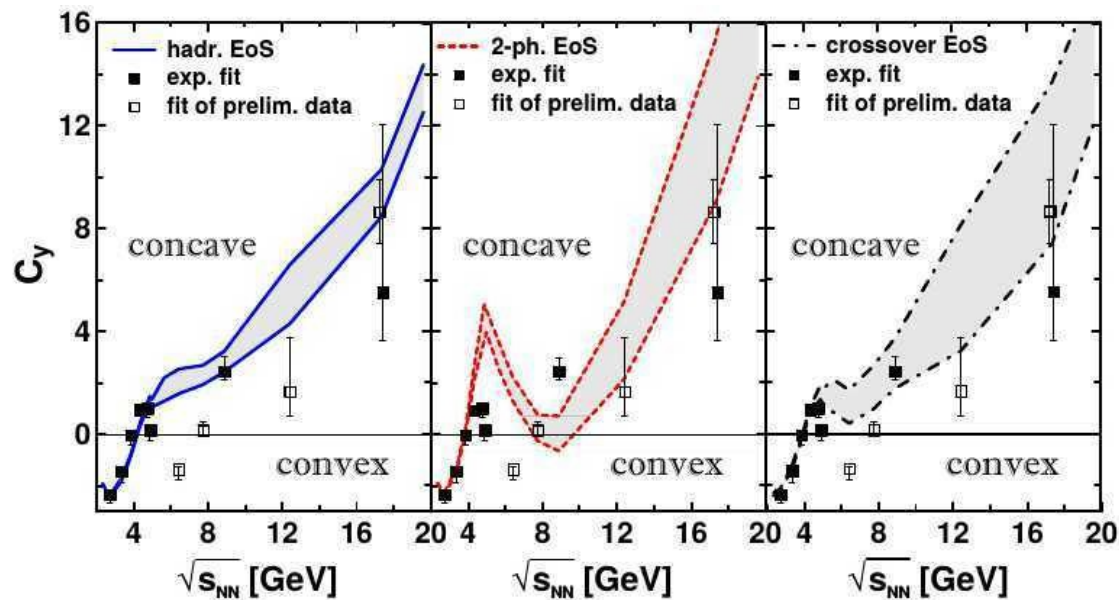 16
12
8
4
0
C_y
hadr. EoS
exp. fit
fit of prelim. data
concave
convex
4 8 12 16 20
√s_NN [GeV]
2-ph. EoS
exp. fit
fit of prelim. data
concave
convex
4 8 12 16 20
√s_NN [GeV]
crossover EoS
exp. fit
fit of prelim. data
concave
convex
4 8 12 16 20
√s_NN [GeV]